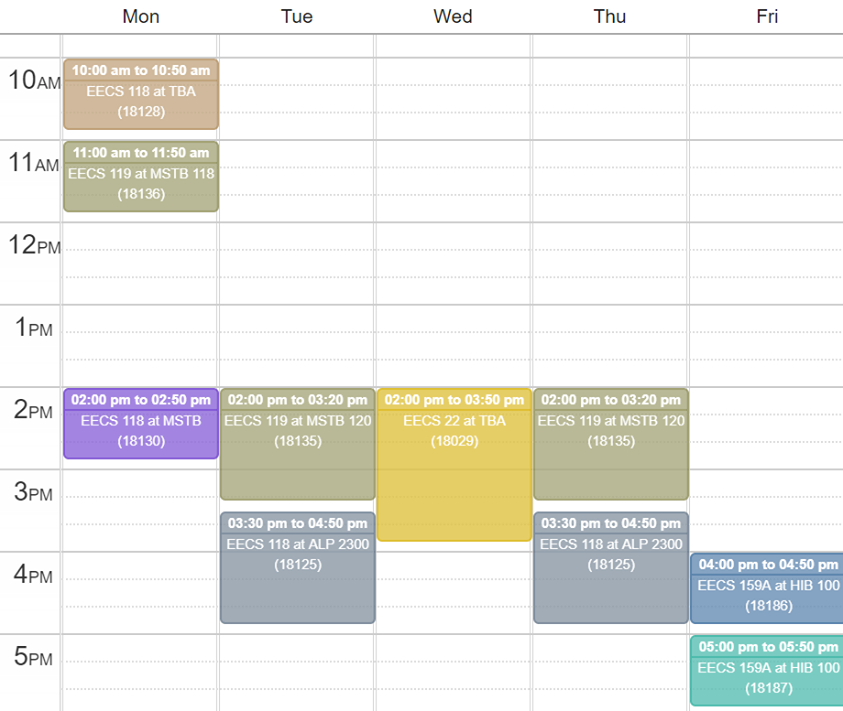 Mon Tue Wed Thu Fri
10AM
10:00 am to 10:50 am
EECS 118 at TBA
(18128)
11AM
11:00 am to 11:50 am
EECS 119 at MSTB 118
(18136)
12PM
1PM
2PM
02:00 pm to 02:50 pm
EECS 118 at MSTB
(18130)
02:00 pm to 03:20 pm
EECS 119 at MSTB 120
(18135)
02:00 pm to 03:50 pm
EECS 22 at TBA
(18029)
02:00 pm to 03:20 pm
EECS 119 at MSTB 120
(18135)
3PM
03:30 pm to 04:50 pm
EECS 118 at ALP 2300
(18125)
03:30 pm to 04:50 pm
EECS 118 at ALP 2300
(18125)
4PM
04:00 pm to 04:50 pm
EECS 159A at HIB 100
(18186)
5PM
05:00 pm to 05:50 pm
EECS 159A at HIB 100
(18187)